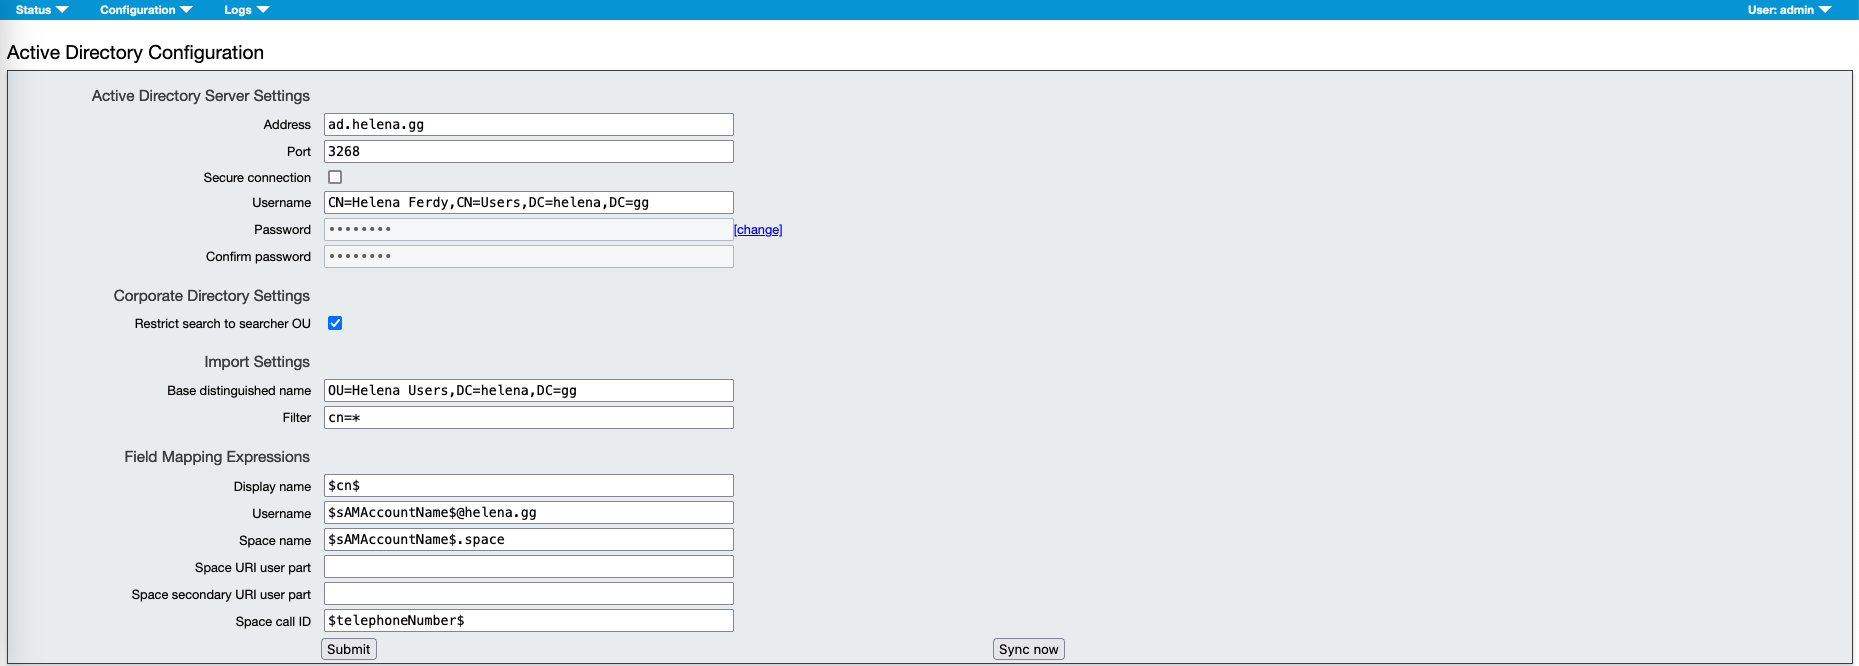 Status Configuration Logs User: admin
Active Directory Configuration
Active Directory Server Settings
Address ad.helena.gg
Port 3268
Secure connection
Username CN=Helena Ferdy,CN=Users,DC=helena,DC=gg
Password •••••••• [change]
Confirm password ••••••••
Corporate Directory Settings
Restrict search to searcher OU
Import Settings
Base distinguished name OU=Helena Users,DC=helena,DC=gg
Filter cn=*
Field Mapping Expressions
Display name $cn$
Username $sAMAccountName$@helena.gg
Space name $sAMAccountName$.space
Space URI user part
Space secondary URI user part
Space call ID $telephoneNumber$
Submit Sync now